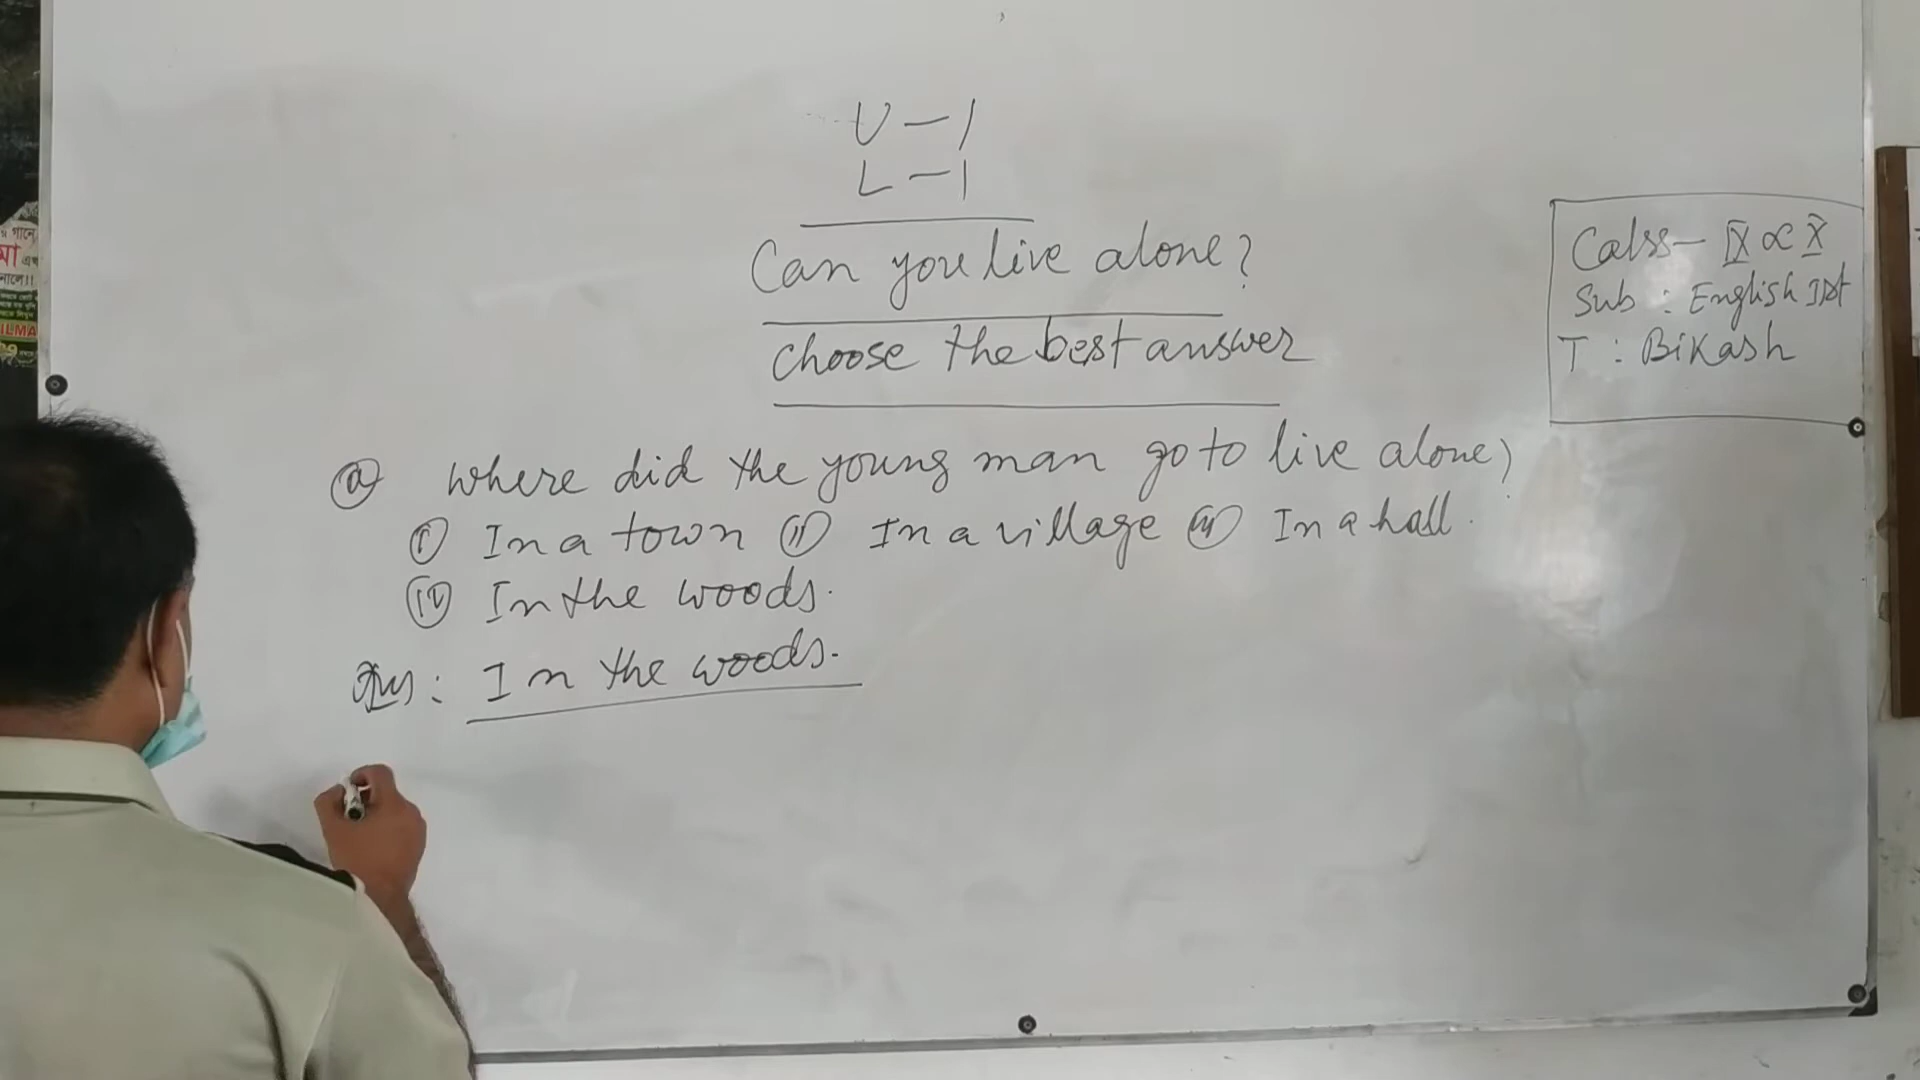 U - 1
L - 1
Can you live alone?
choose the best answer
Calss - IX & X
Sub : English 1st
T : Bikash
(a) where did the young man go to live alone?
(i) In a town (ii) In a village (iii) In a hall.
(iv) In the woods.
Ans : In the woods.
গানে
মা
ILMA